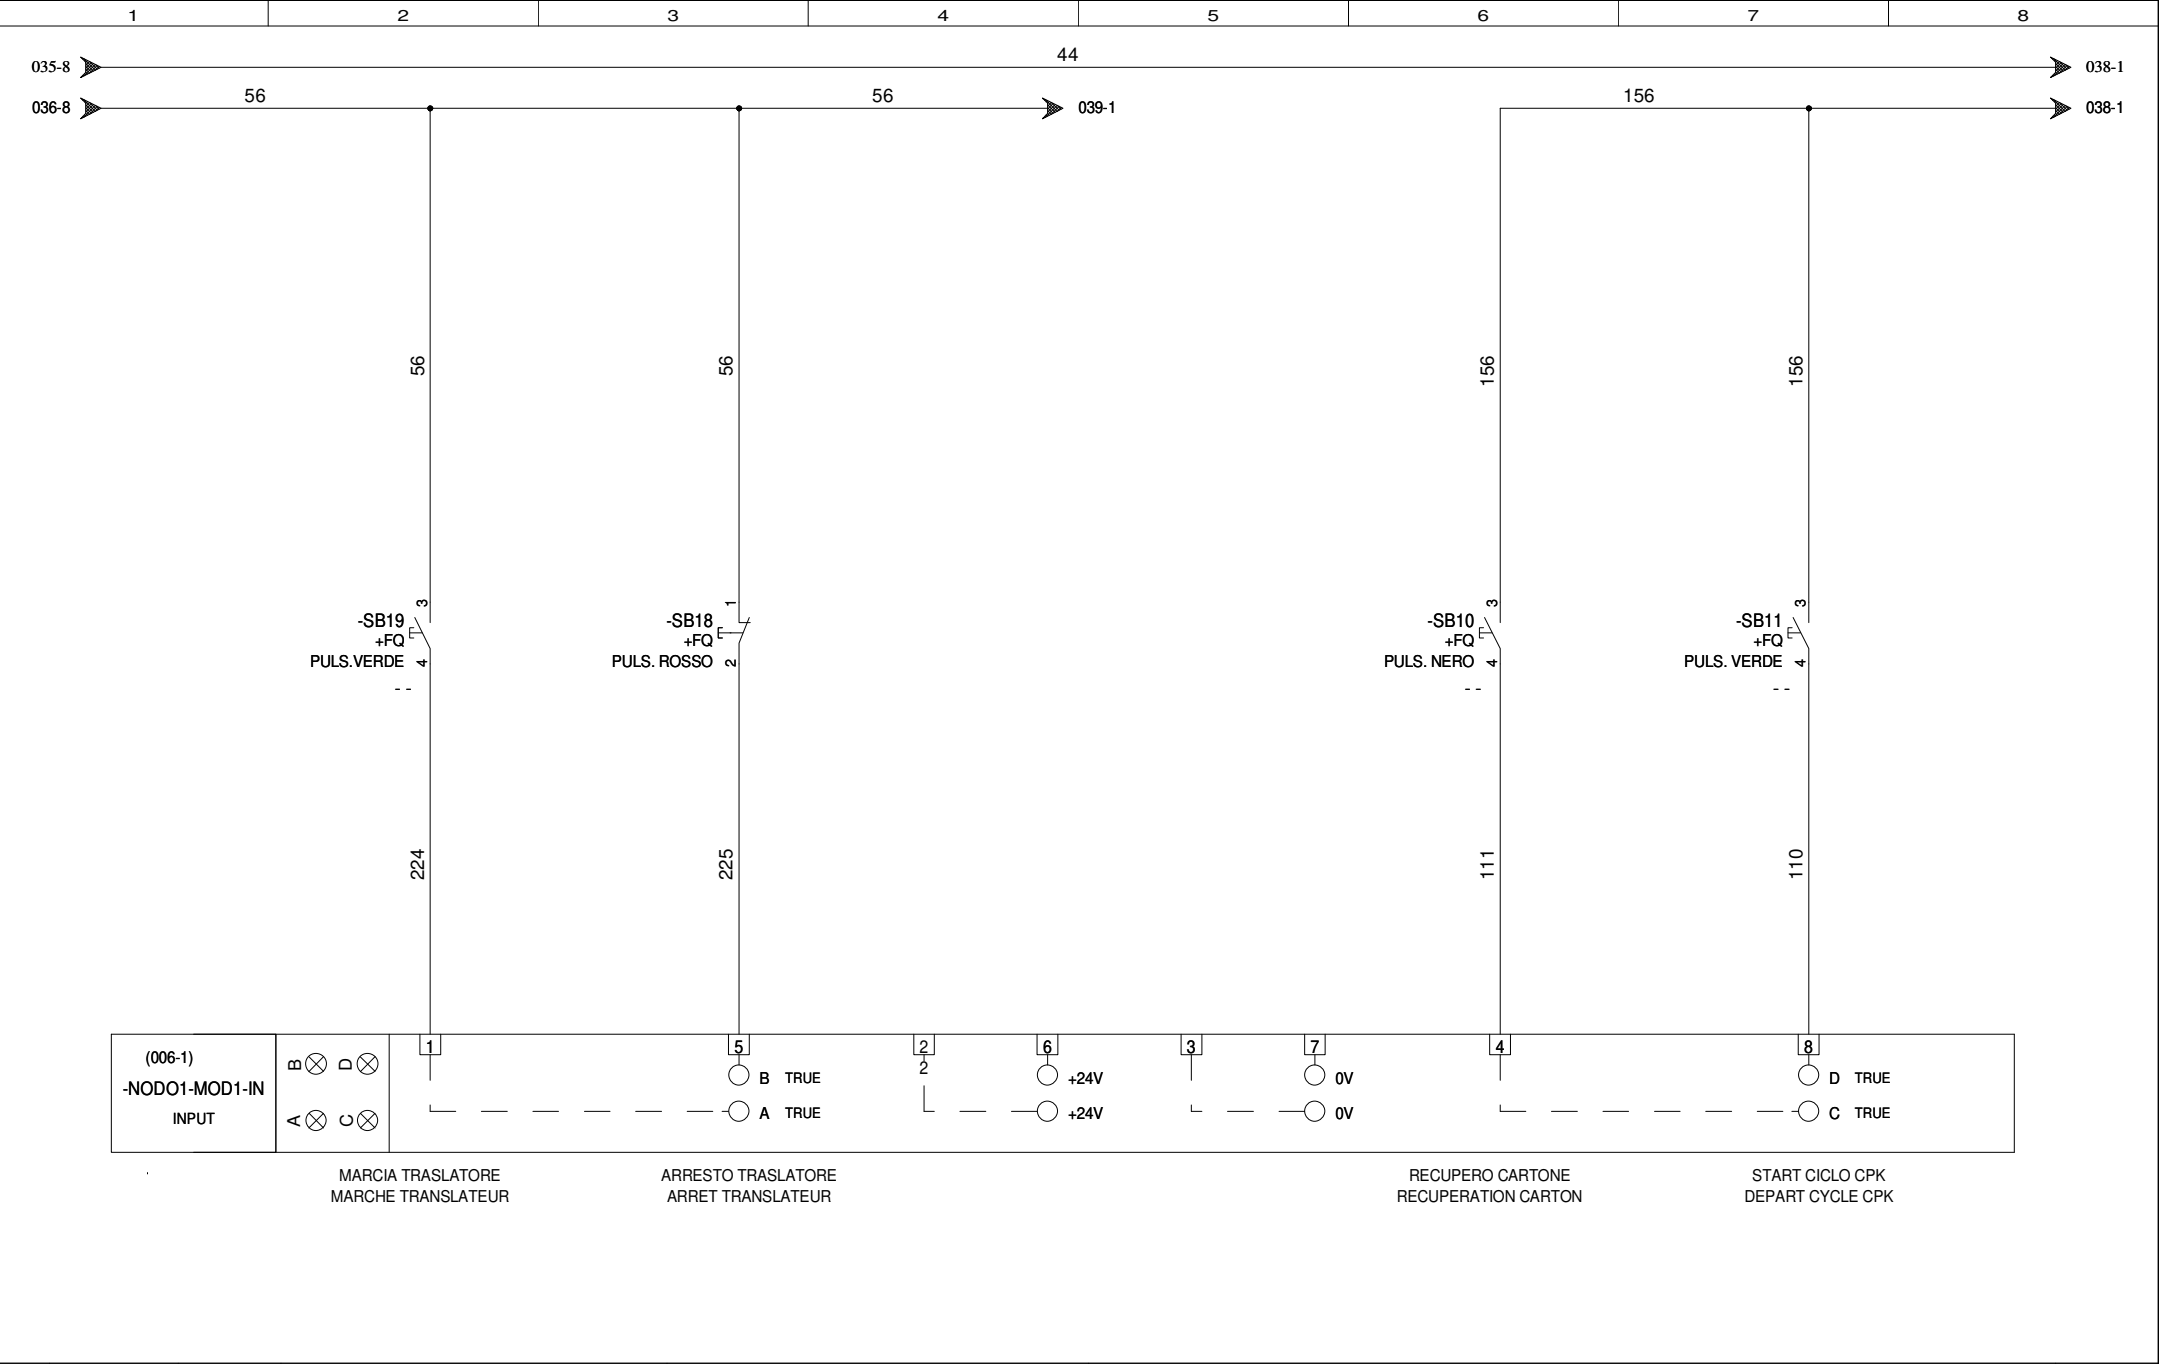 1 2 3 4 5 6 7 8
44
035-8 038-1
56 56 156
036-8 039-1 038-1
56 56 156 156
3 1 3 3
-SB19 -SB18 -SB10 -SB11
+FQ +FQ +FQ +FQ
PULS.VERDE 4 PULS. ROSSO 2 PULS. NERO 4 PULS. VERDE 4
-- -- --
224 225 111 110
1 5 2 6 3 7 4 8
(006-1) B D 2
-NODO1-MOD1-IN B TRUE +24V 0V D TRUE
INPUT A C A TRUE +24V 0V C TRUE
MARCIA TRASLATORE ARRESTO TRASLATORE RECUPERO CARTONE START CICLO CPK
MARCHE TRANSLATEUR ARRET TRANSLATEUR RECUPERATION CARTON DEPART CYCLE CPK